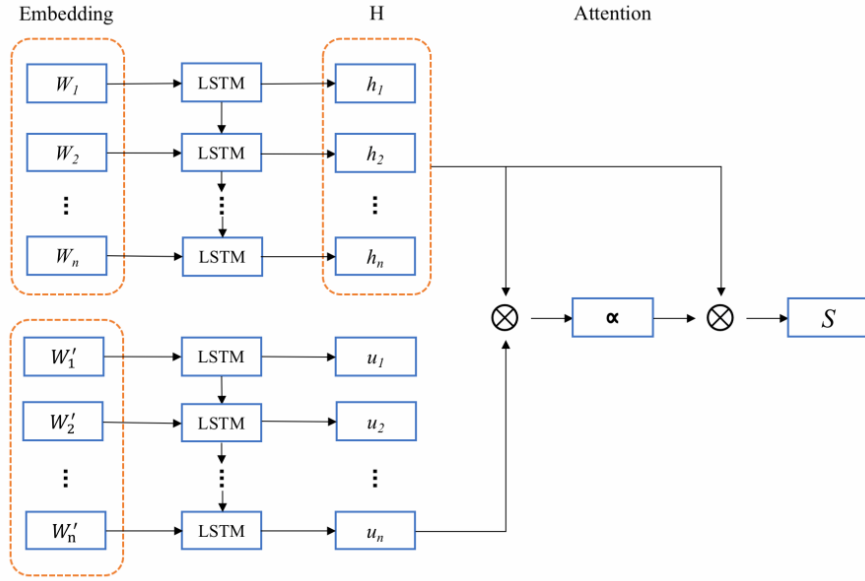 Embedding H Attention
W₁ LSTM h₁
W₂ LSTM h₂
⋮ ⋮ ⋮
Wₙ LSTM hₙ
⊗ ∝ ⊗ S
W′₁ LSTM u₁
W′₂ LSTM u₂
⋮ ⋮ ⋮
W′ₙ LSTM uₙ